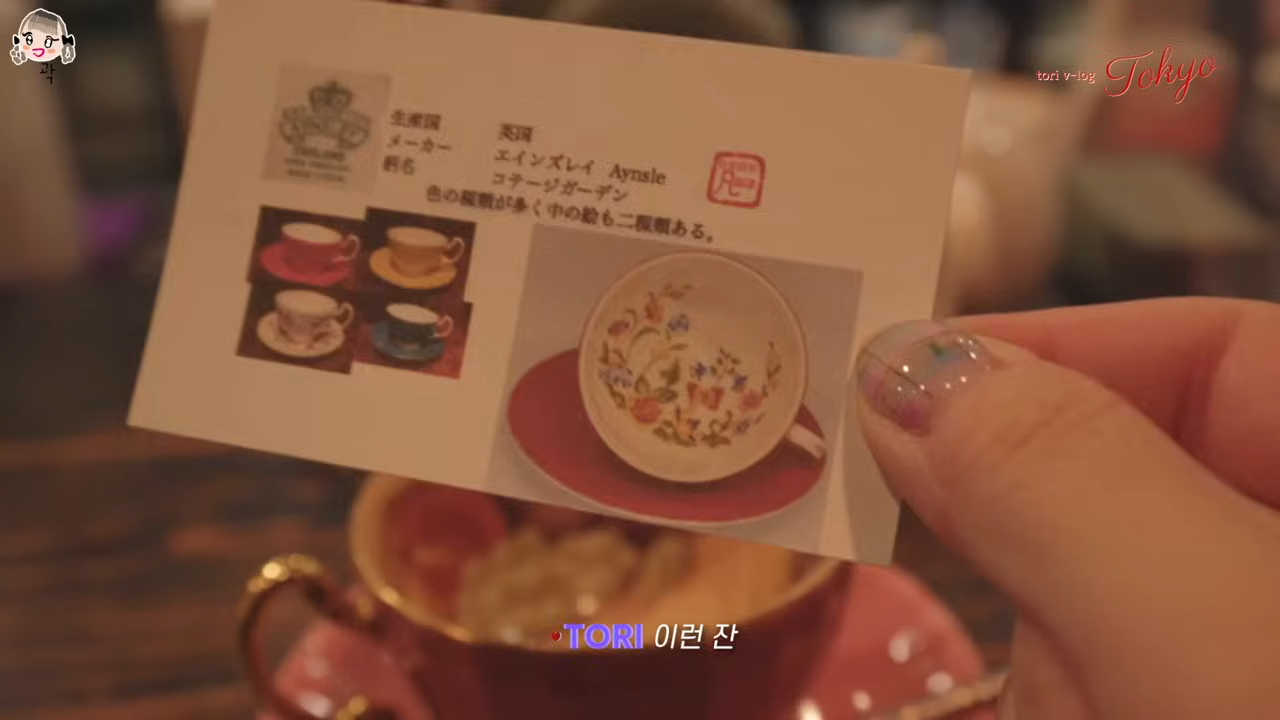 곽
tori v-log Tokyo
生産国 英国
メーカー エインズレイ Aynsle
柄名 コテージガーデン
色の種類が多く中の絵も二種類ある。
凡
TORI 이런 잔